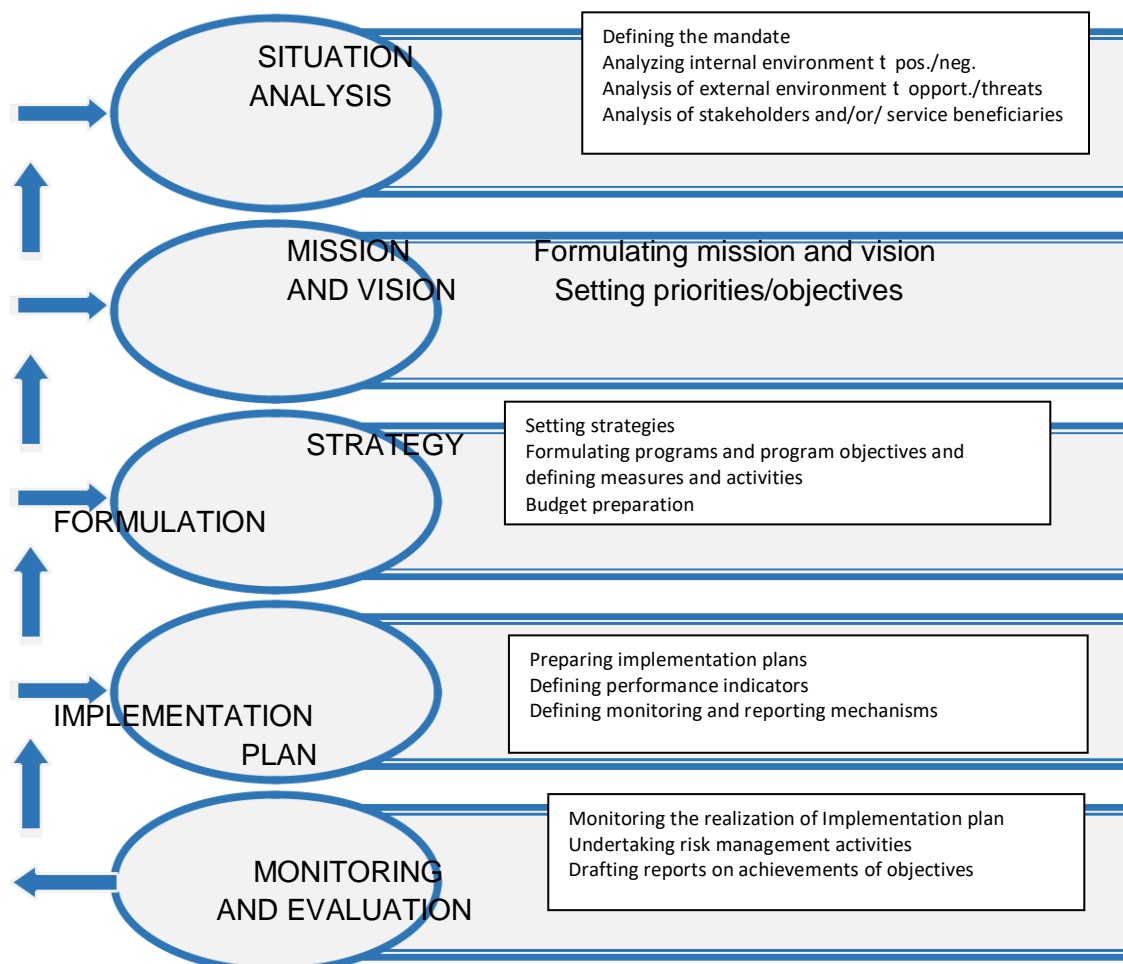 SITUATION
ANALYSIS
Defining the mandate
Analyzing internal environment t pos./neg.
Analysis of external environment t opport./threats
Analysis of stakeholders and/or/ service beneficiaries
MISSION
AND VISION
Formulating mission and vision
Setting priorities/objectives
STRATEGY
FORMULATION
Setting strategies
Formulating programs and program objectives and
defining measures and activities
Budget preparation
IMPLEMENTATION
PLAN
Preparing implementation plans
Defining performance indicators
Defining monitoring and reporting mechanisms
MONITORING
AND EVALUATION
Monitoring the realization of Implementation plan
Undertaking risk management activities
Drafting reports on achievements of objectives